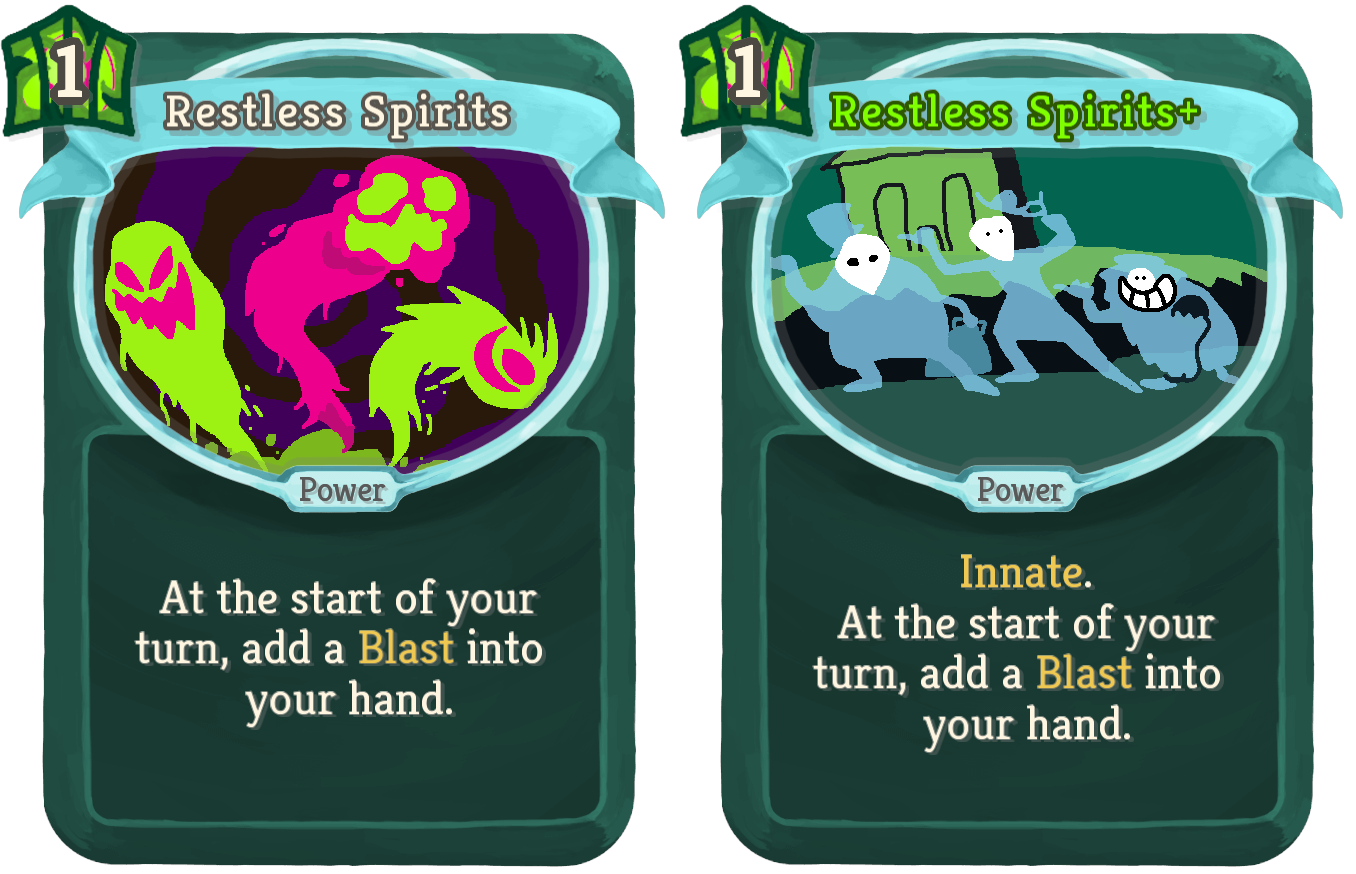 1
Restless Spirits
Power
At the start of your
turn, add a Blast into
your hand.
1
Restless Spirits+
Power
Innate.
At the start of your
turn, add a Blast into
your hand.